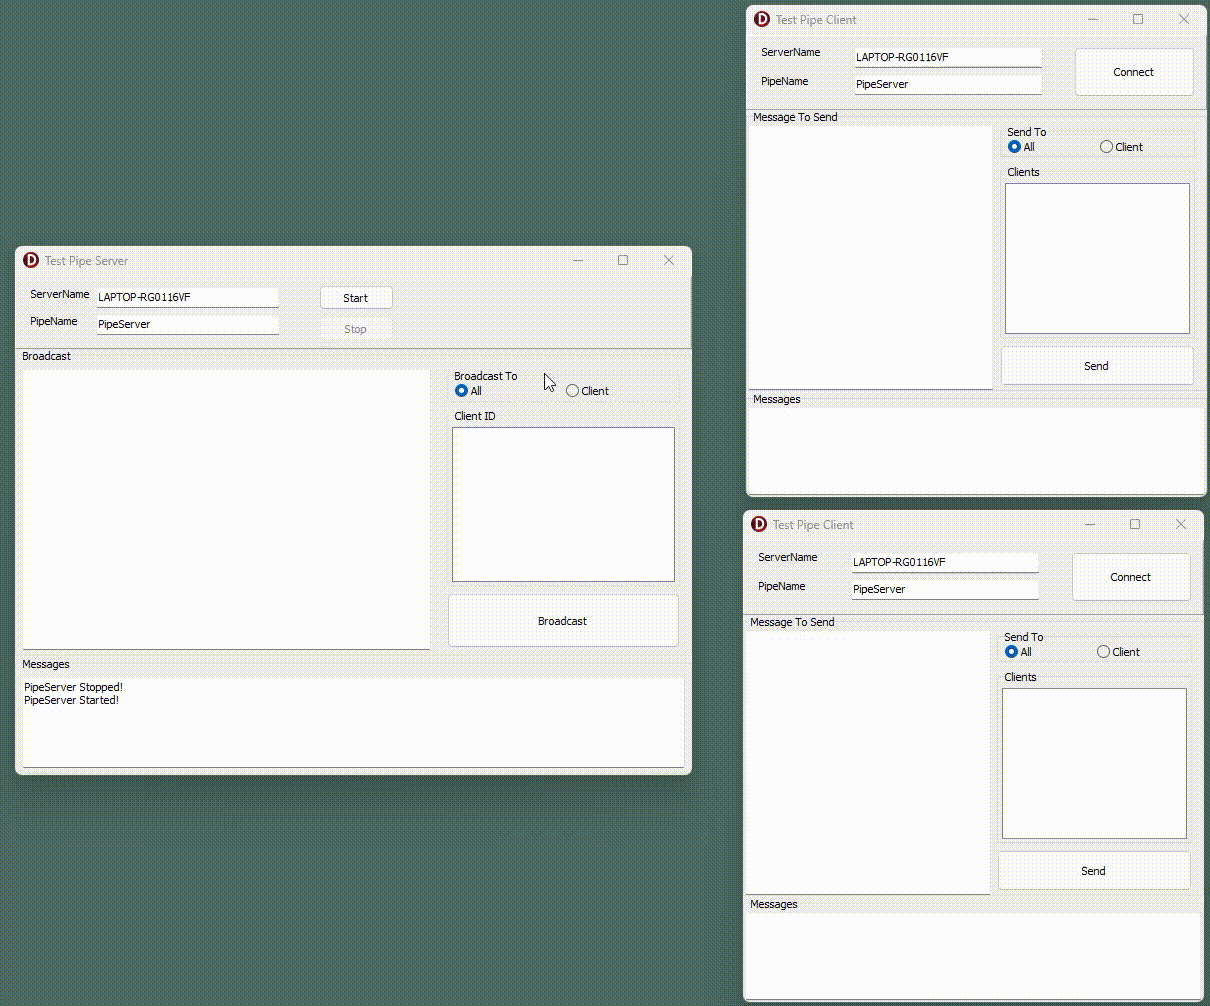 Test Pipe Server
ServerName LAPTOP-RG0116VF Start
PipeName PipeServer Stop
Broadcast
Broadcast To
All Client
Client ID
Broadcast
Messages
PipeServer Stopped!
PipeServer Started!
Test Pipe Client
ServerName LAPTOP-RG0116VF Connect
PipeName PipeServer
Message To Send
Send To
All Client
Clients
Send
Messages
Test Pipe Client
ServerName LAPTOP-RG0116VF Connect
PipeName PipeServer
Message To Send
Send To
All Client
Clients
Send
Messages